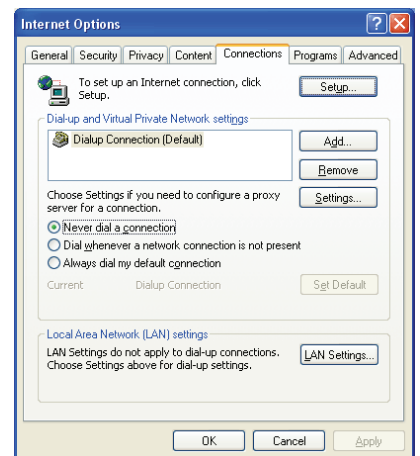 Internet Options
General Security Privacy Content Connections Programs Advanced
To set up an Internet connection, click
Setup.
Setup...
Dial-up and Virtual Private Network settings
Dialup Connection (Default)
Add...
Remove
Choose Settings if you need to configure a proxy
server for a connection.
Settings...
Never dial a connection
Dial whenever a network connection is not present
Always dial my default connection
Current Dialup Connection Set Default
Local Area Network (LAN) settings
LAN Settings do not apply to dial-up connections.
Choose Settings above for dial-up settings.
LAN Settings...
OK Cancel Apply